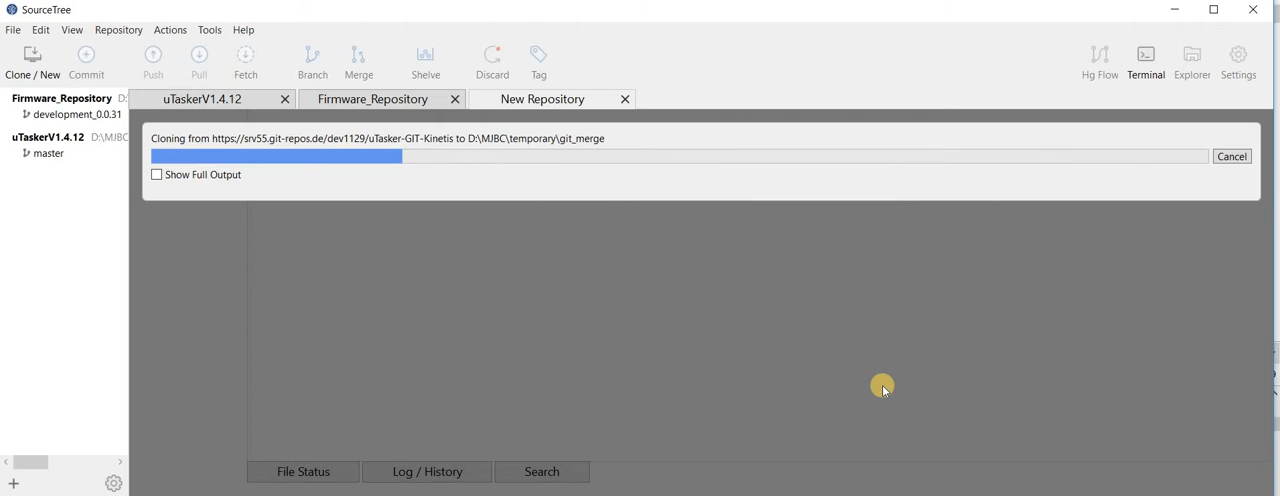 SourceTree
File Edit View Repository Actions Tools Help
Clone / New Commit Push Pull Fetch Branch Merge Shelve Discard Tag Hg Flow Terminal Explorer Settings
Firmware_Repository D:
development_0.0.31
uTaskerV1.4.12 D:\MJBC
master
uTaskerV1.4.12 Firmware_Repository New Repository
Cloning from https://srv55.git-repos.de/dev1129/uTasker-GIT-Kinetis to D:\MJBC\temporary\git_merge
Cancel
Show Full Output
File Status Log / History Search